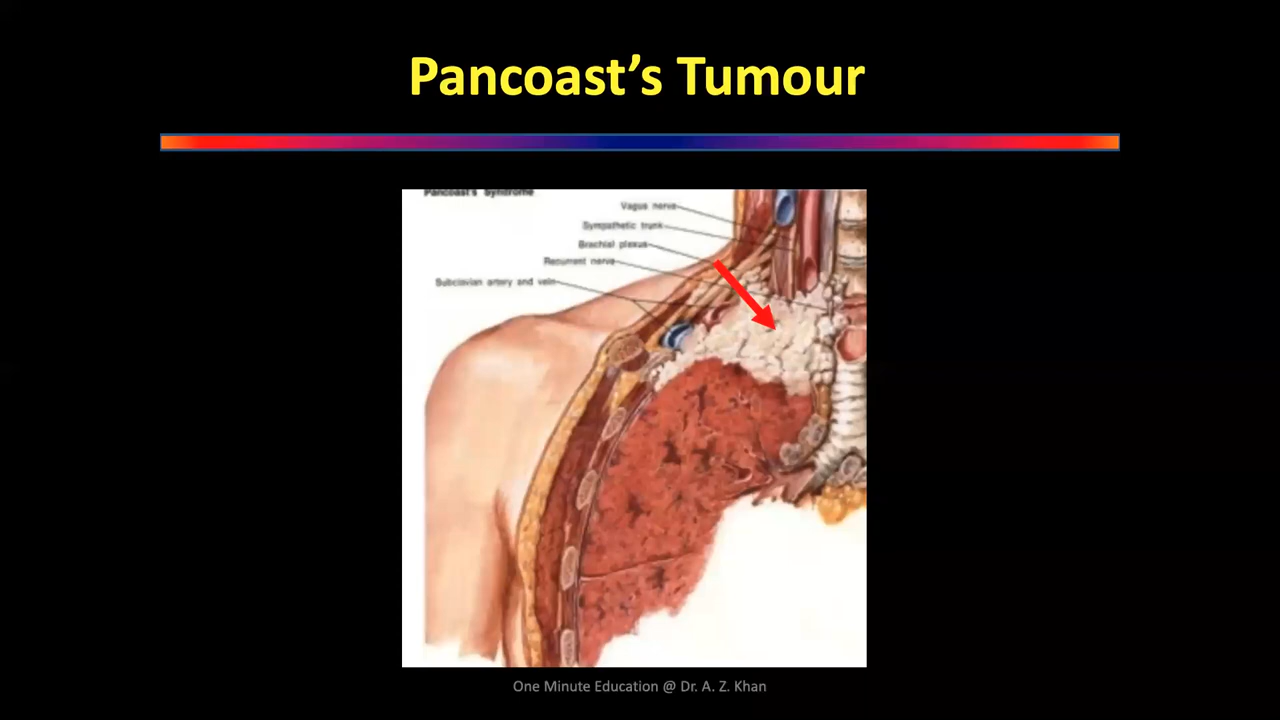 Pancoast's Tumour
Pancoast's Syndrome
Vagus nerve
Sympathetic trunk
Brachial plexus
Recurrent nerve
Subclavian artery and vein
One Minute Education @ Dr. A. Z. Khan